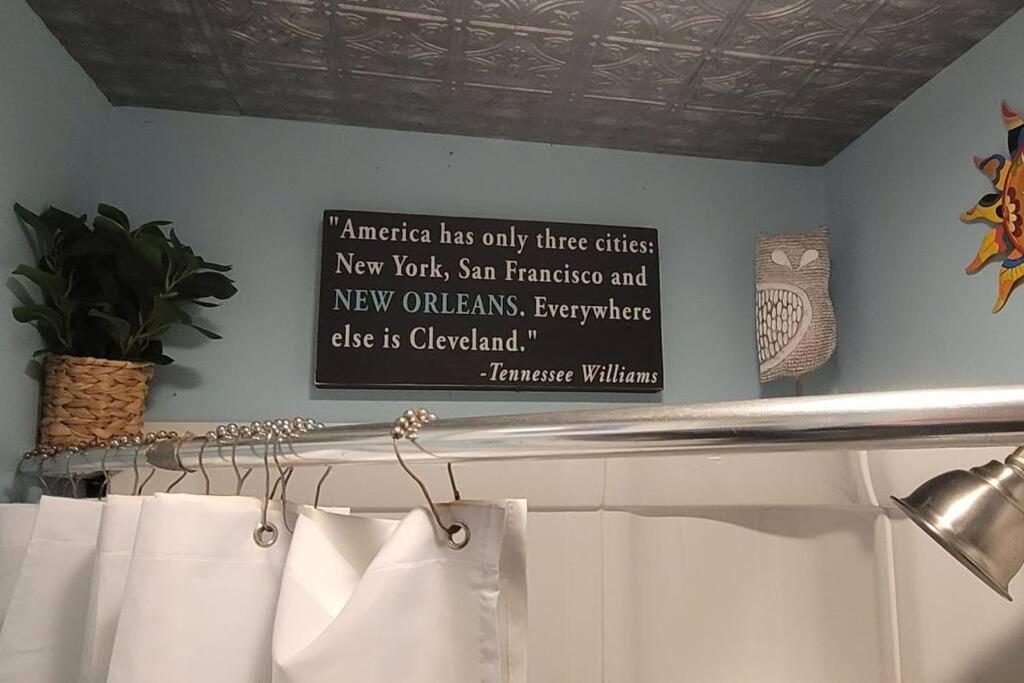 "America has only three cities:
New York, San Francisco and
NEW ORLEANS. Everywhere
else is Cleveland."
-Tennessee Williams